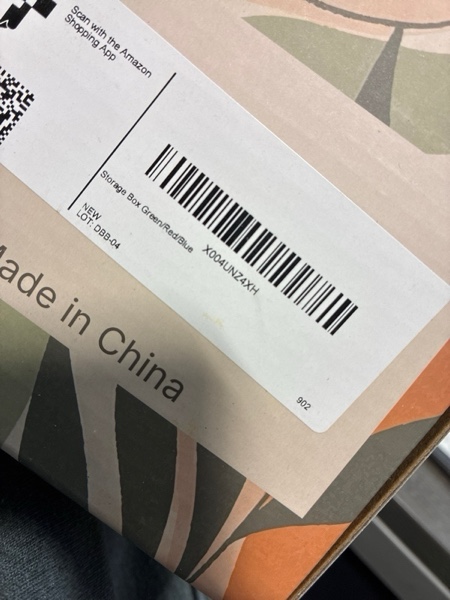 Scan with the Amazon
Shopping App
X004UNZ4XH
Storage Box Green/Red/Blue
NEW
LOT: DBB-04
902
Made in China